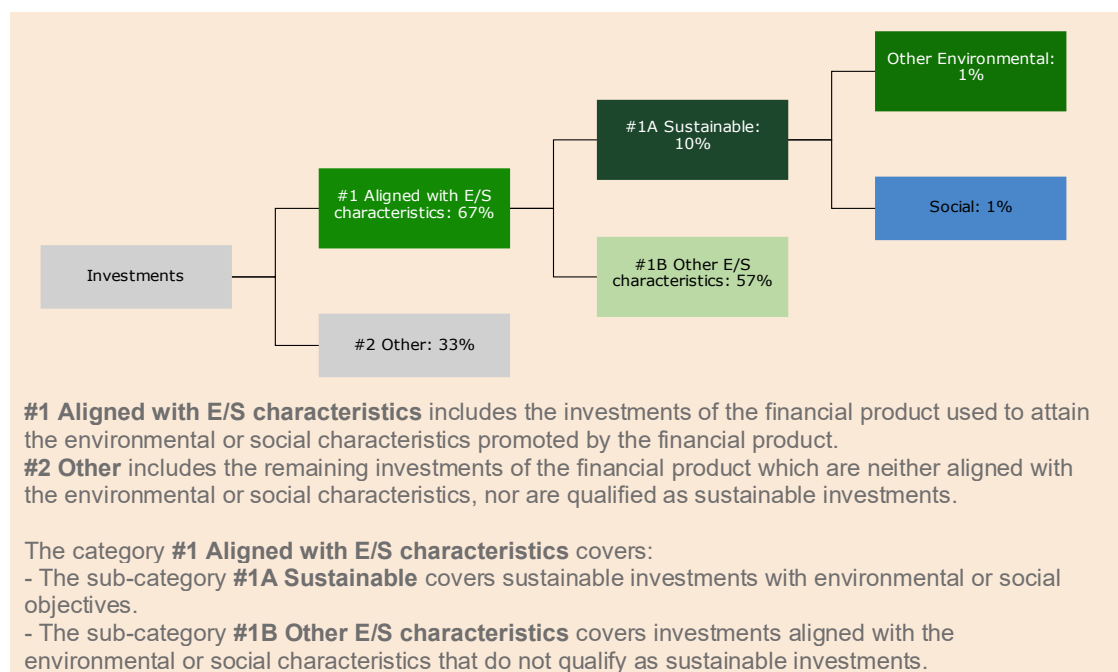 Other Environmental:
1%
#1A Sustainable:
10%
#1 Aligned with E/S
characteristics: 67%
Social: 1%
Investments
#1B Other E/S
characteristics: 57%
#2 Other: 33%
#1 Aligned with E/S characteristics includes the investments of the financial product used to attain
the environmental or social characteristics promoted by the financial product.
#2 Other includes the remaining investments of the financial product which are neither aligned with
the environmental or social characteristics, nor are qualified as sustainable investments.
The category #1 Aligned with E/S characteristics covers:
- The sub-category #1A Sustainable covers sustainable investments with environmental or social
objectives.
- The sub-category #1B Other E/S characteristics covers investments aligned with the
environmental or social characteristics that do not qualify as sustainable investments.